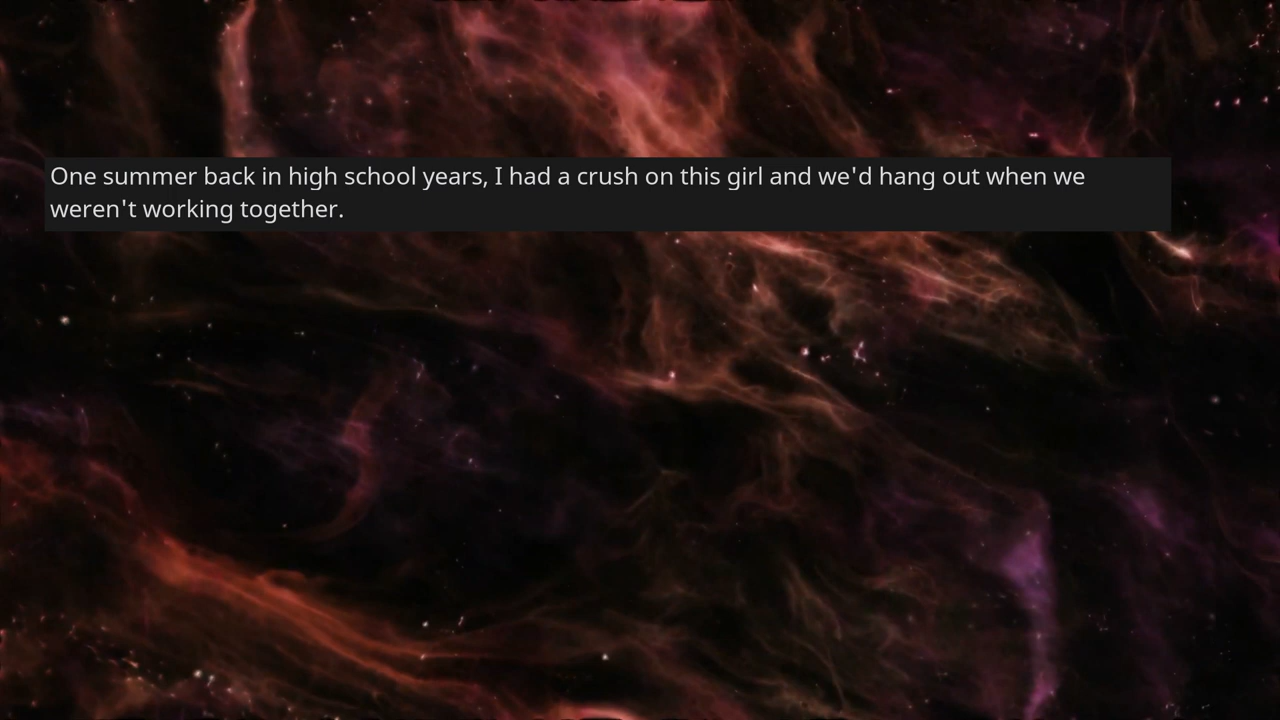 One summer back in high school years, I had a crush on this girl and we'd hang out when we
weren't working together.